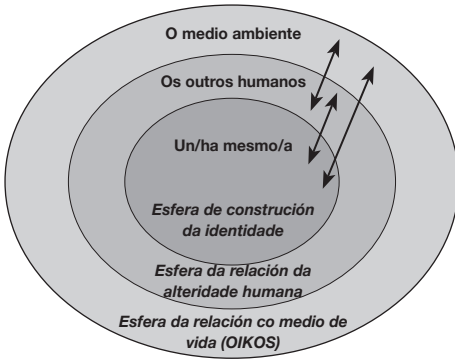 O medio ambiente
Os outros humanos
Un/ha mesmo/a
Esfera de construción
da identidade
Esfera da relación da
alteridade humana
Esfera da relación co medio de
vida (OIKOS)